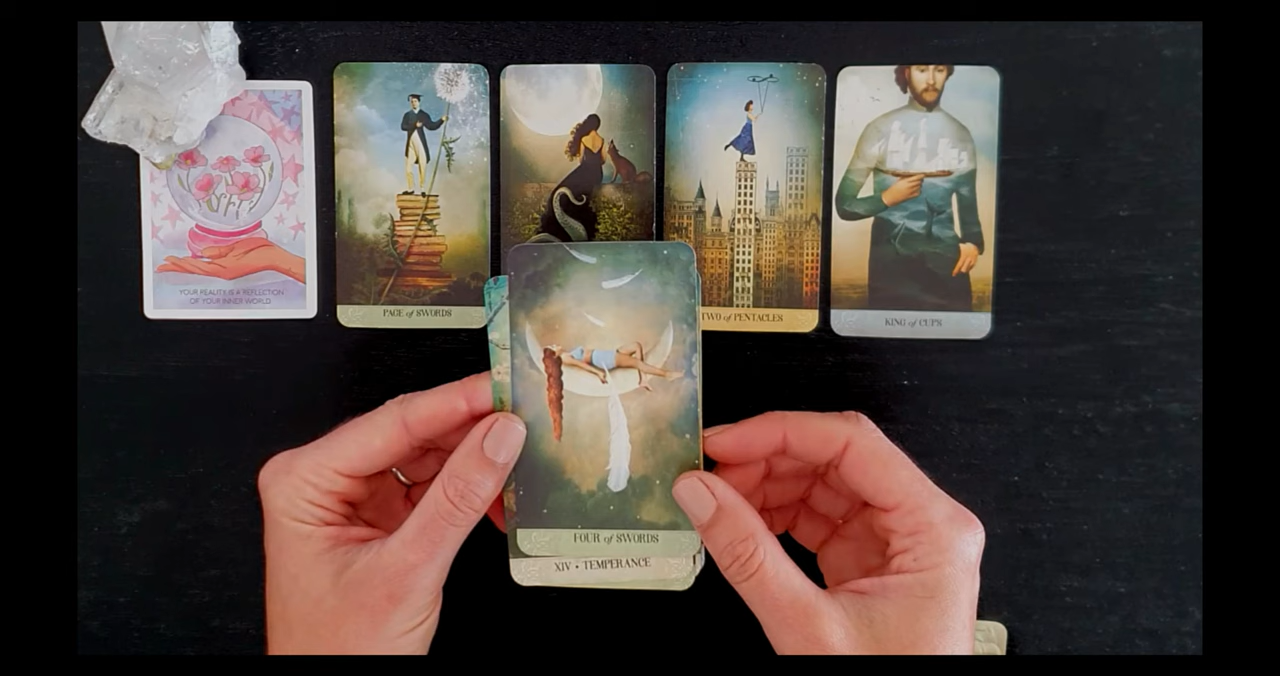 YOUR REALITY IS A REFLECTION
OF YOUR INNER WORLD
PAGE of SWORDS
TWO of PENTACLES
KING of CUPS
FOUR of SWORDS
XIV • TEMPERANCE